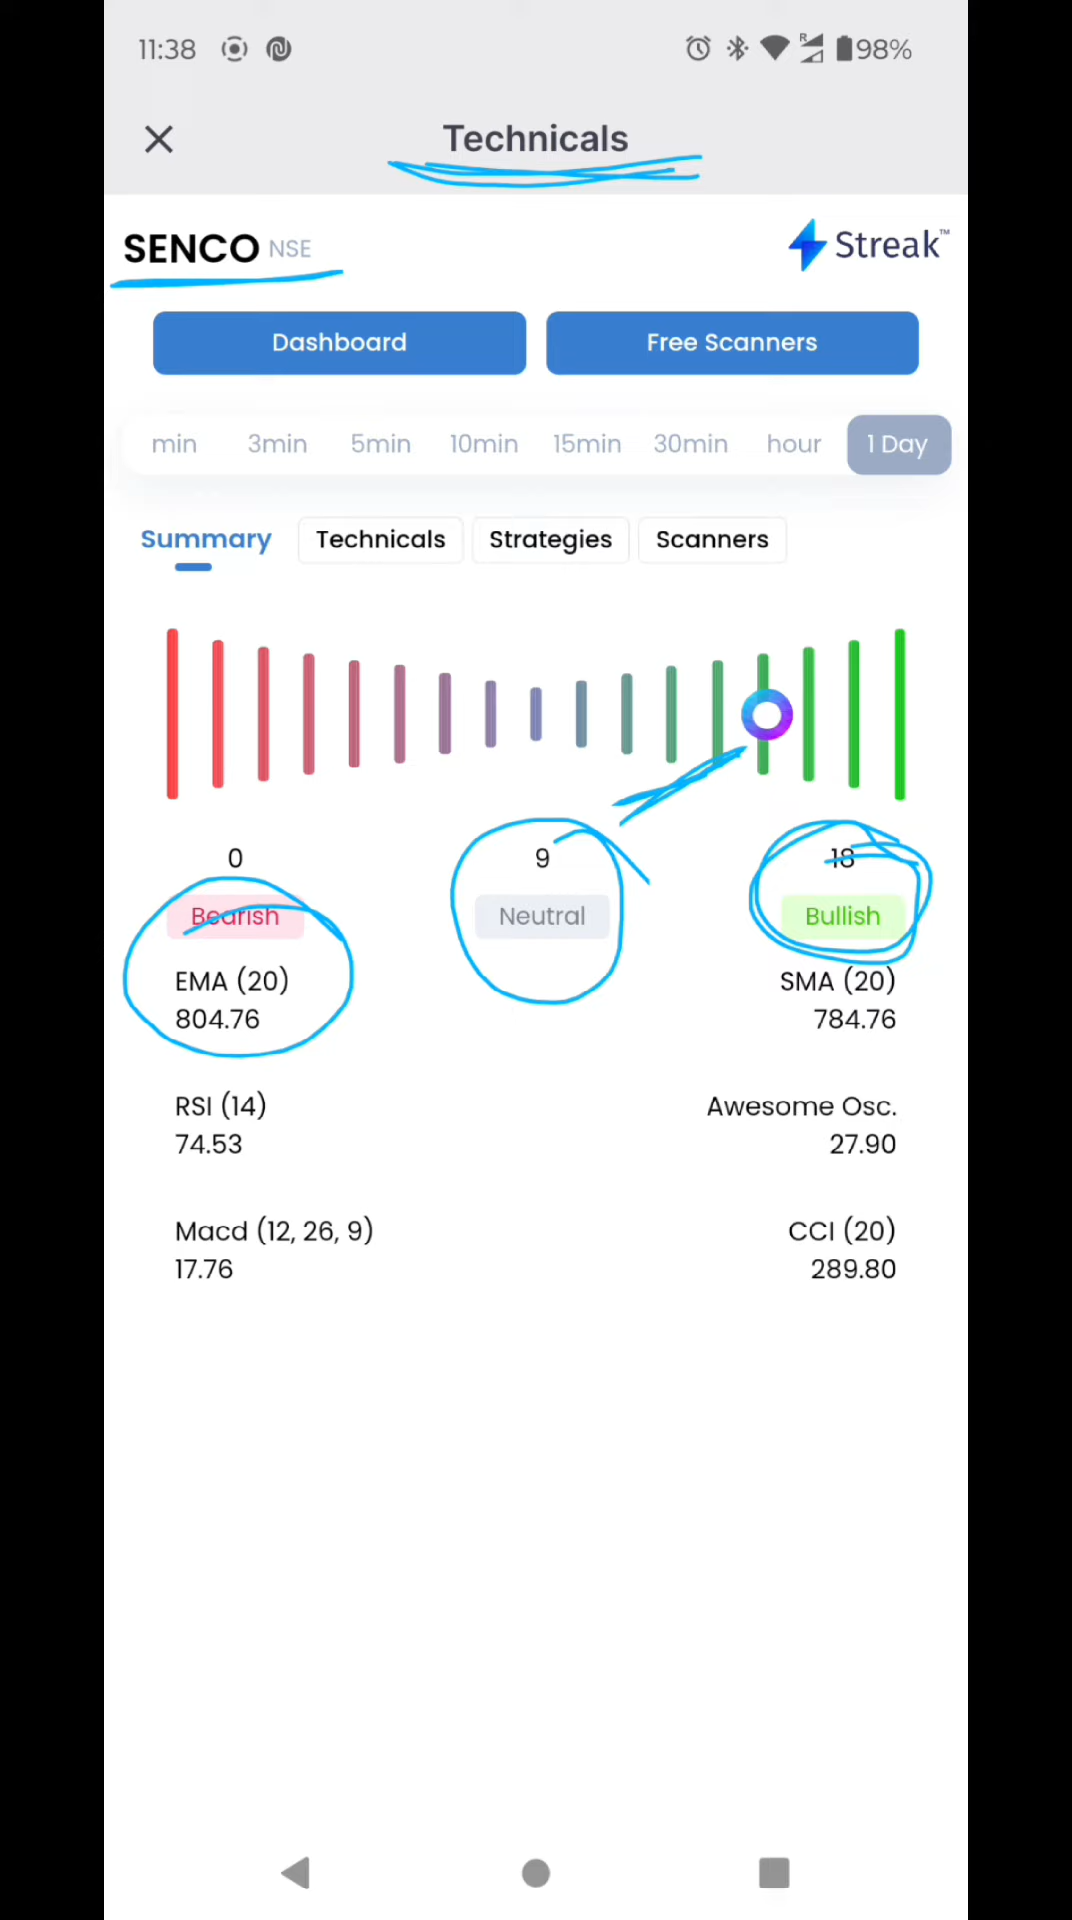 11:38 R 98%
Technicals
SENCO NSE Streak™
Dashboard Free Scanners
min 3min 5min 10min 15min 30min hour 1 Day
Summary Technicals Strategies Scanners
0 9 18
Bearish Neutral Bullish
EMA (20) SMA (20)
804.76 784.76
RSI (14) Awesome Osc.
74.53 27.90
Macd (12, 26, 9) CCI (20)
17.76 289.80